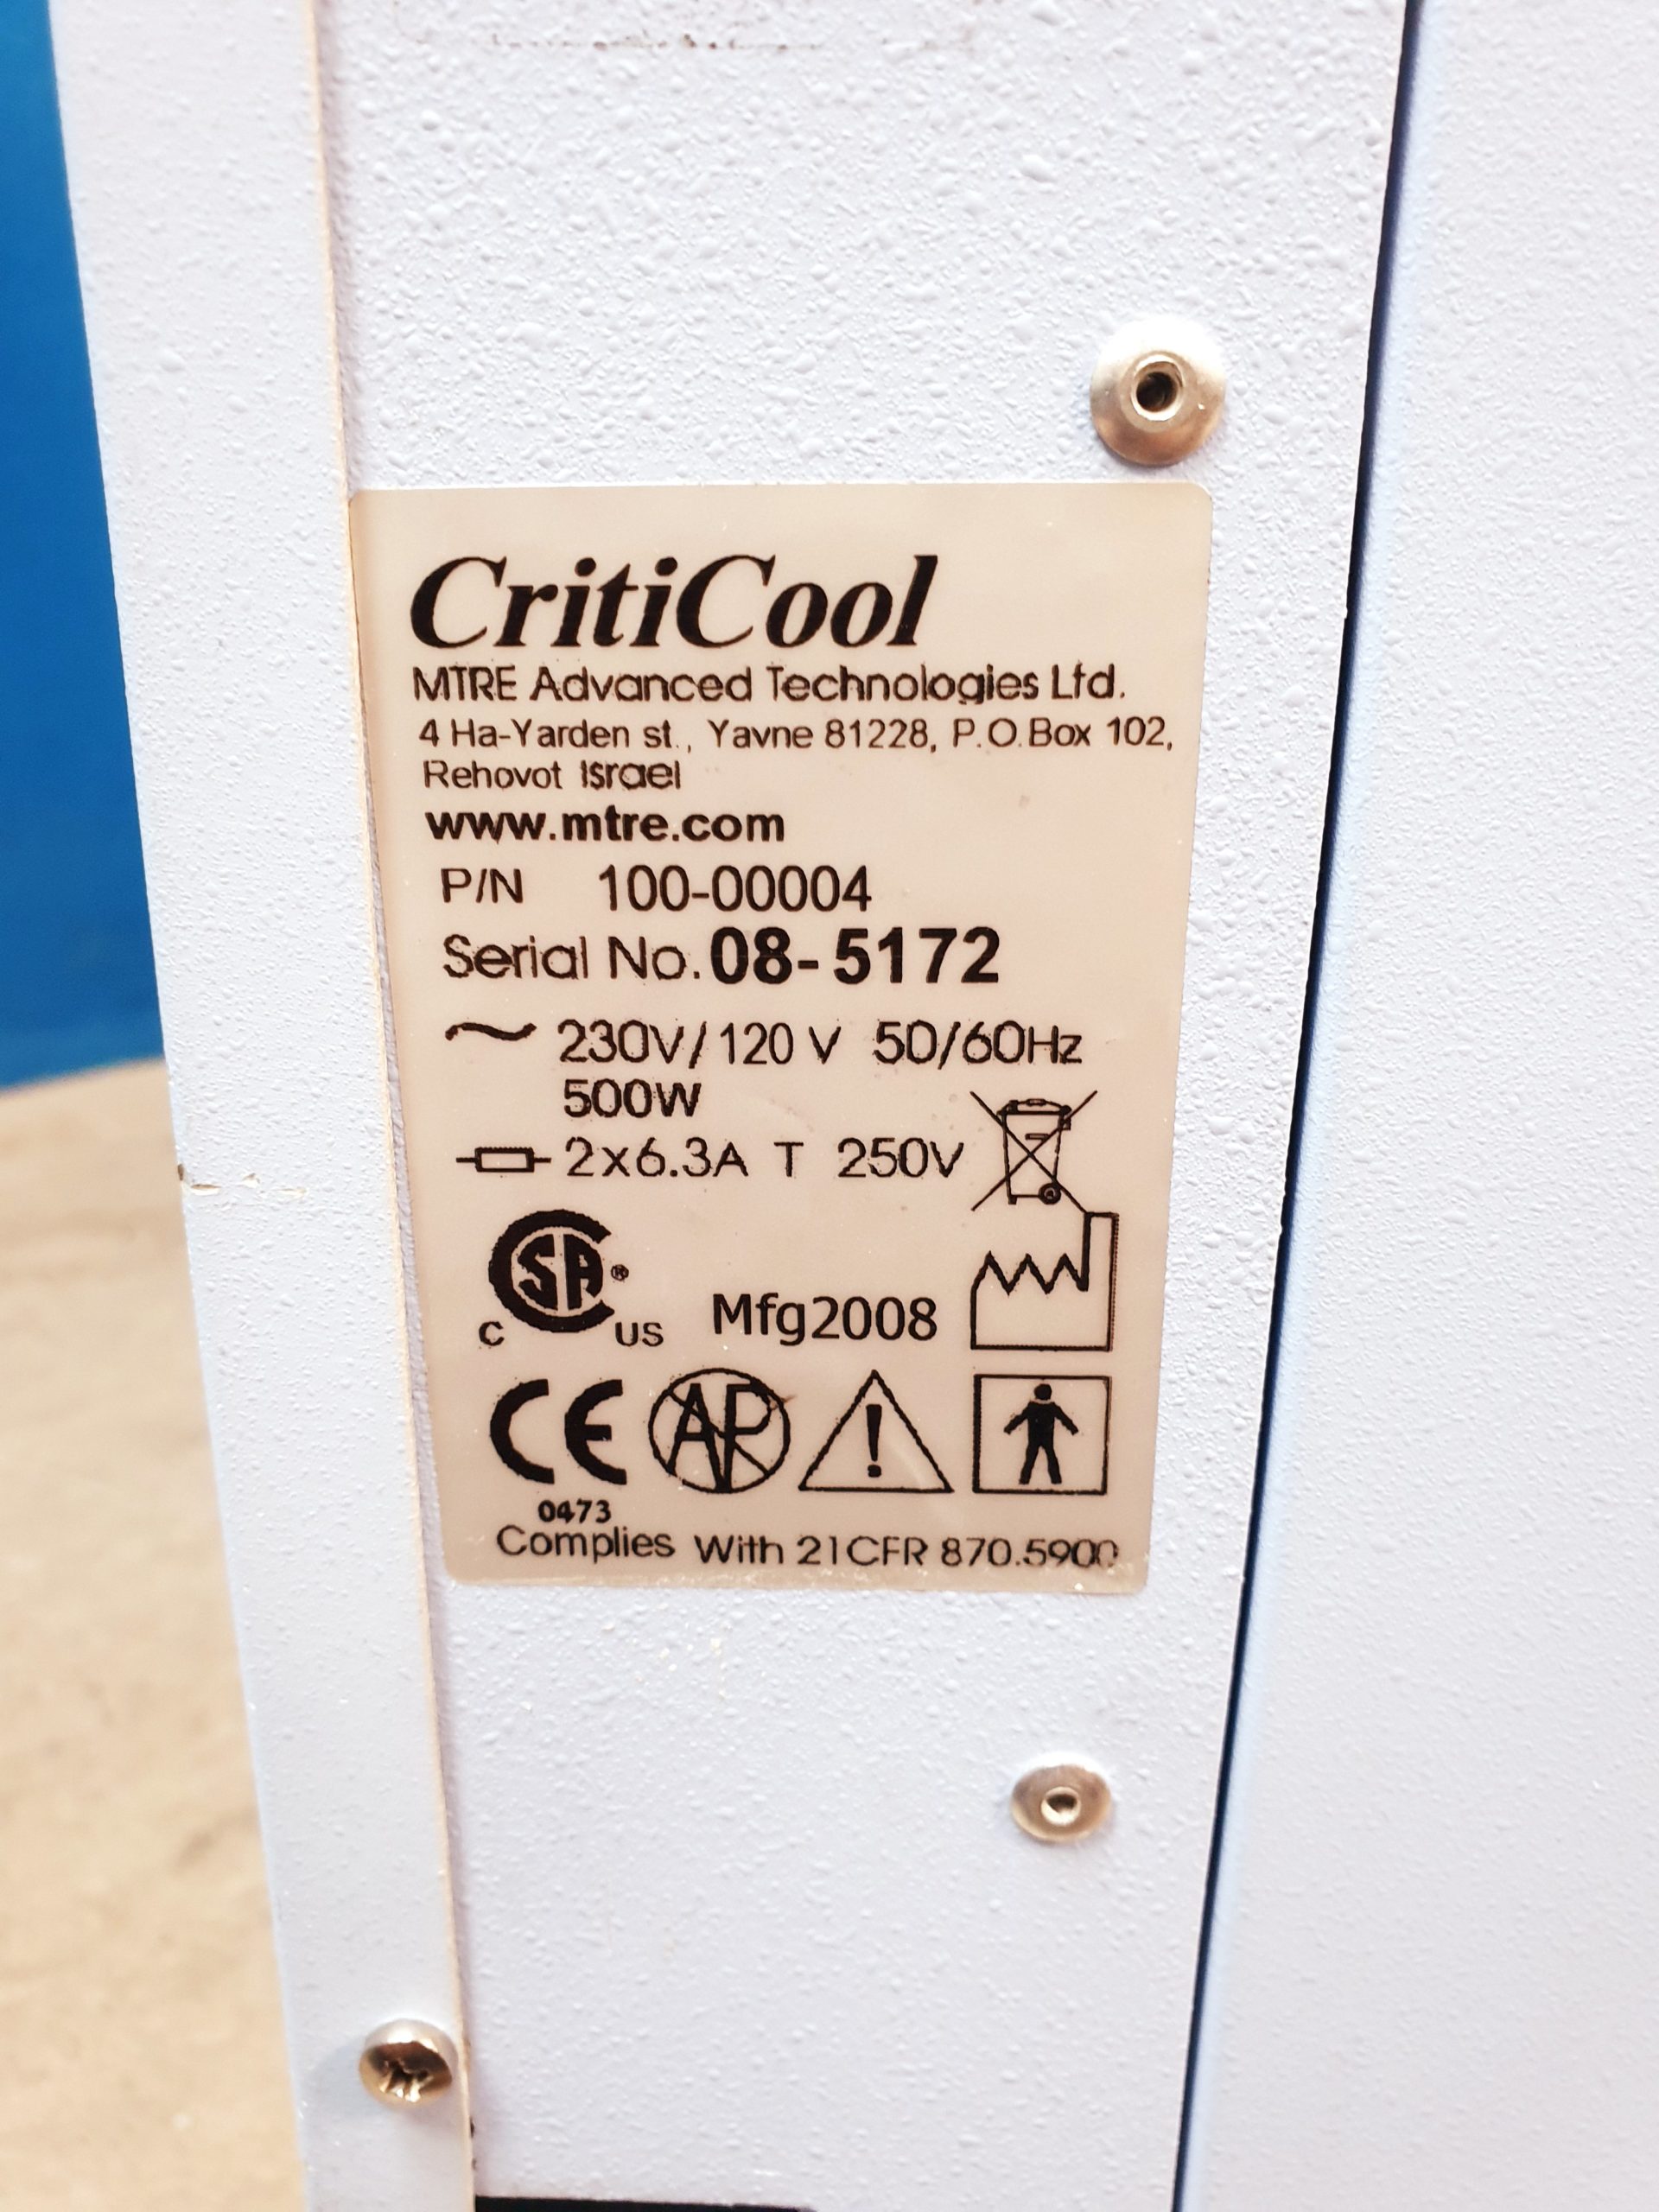 CritiCool
MTRE Advanced Technologies Ltd.
4 Ha-Yarden st., Yavne 81228, P.O.Box 102,
Rehovot Israel
www.mtre.com
P/N 100-00004
Serial No. 08-5172
~ 230V/120 V 50/60Hz
500W
2x6.3A T 250V
CSA®
C US Mfg2008
CE AP !
0473
Complies With 21CFR 870.5900